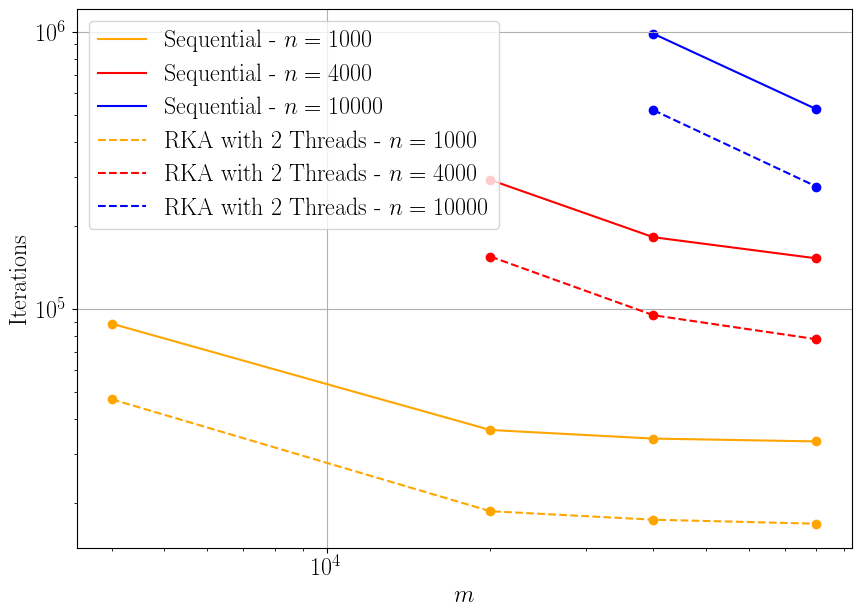 10^6
Sequential - n = 1000
Sequential - n = 4000
Sequential - n = 10000
RKA with 2 Threads - n = 1000
RKA with 2 Threads - n = 4000
RKA with 2 Threads - n = 10000
Iterations
10^5
10^4
m